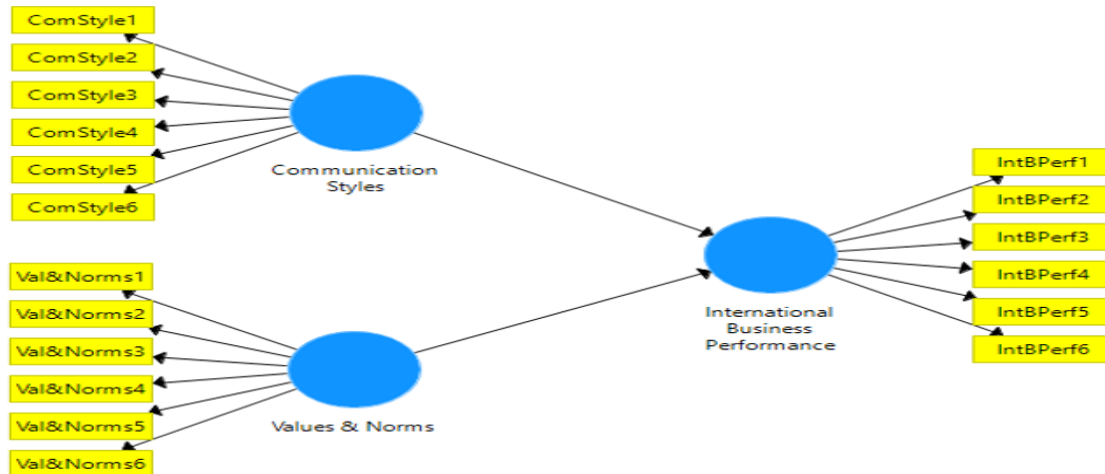 ComStyle1
ComStyle2
ComStyle3
ComStyle4
ComStyle5
ComStyle6
Communication
Styles
Val&Norms1
Val&Norms2
Val&Norms3
Val&Norms4
Val&Norms5
Val&Norms6
Values & Norms
International
Business
Performance
IntBPerf1
IntBPerf2
IntBPerf3
IntBPerf4
IntBPerf5
IntBPerf6